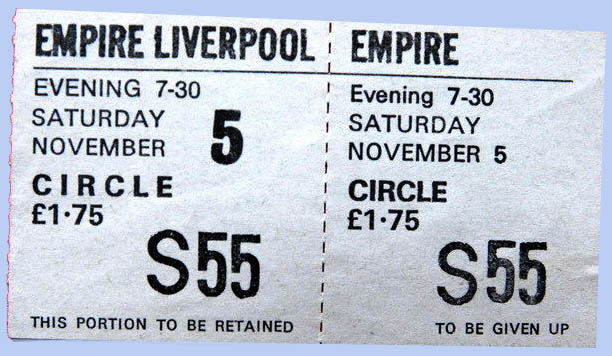 EMPIRE LIVERPOOL
EVENING 7-30
SATURDAY
NOVEMBER 5
CIRCLE
£1·75
S55
THIS PORTION TO BE RETAINED
EMPIRE
Evening 7-30
SATURDAY
NOVEMBER 5
CIRCLE
£1·75
S55
TO BE GIVEN UP